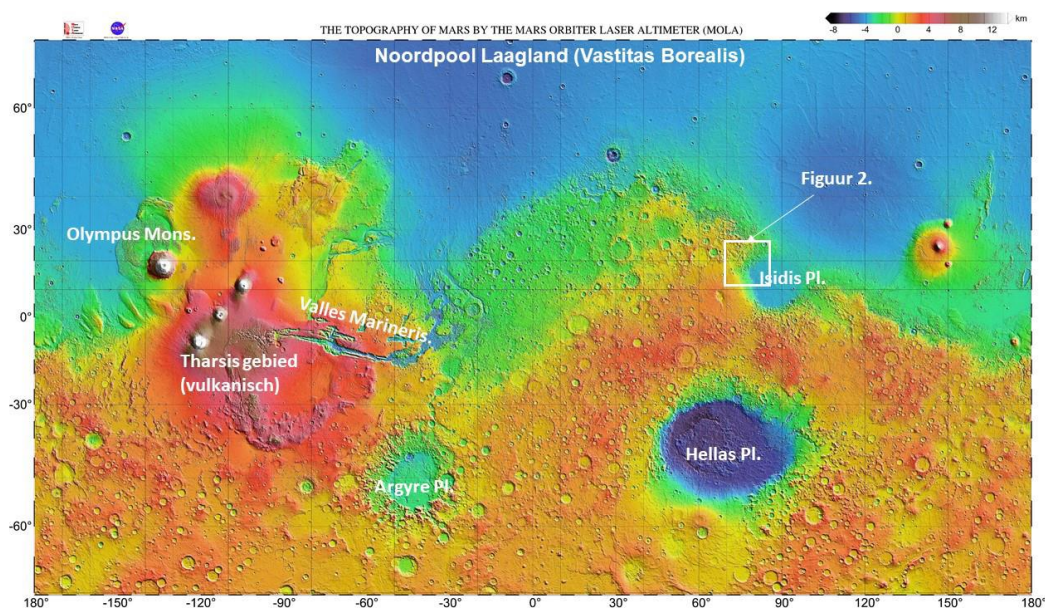 THE TOPOGRAPHY OF MARS BY THE MARS ORBITER LASER ALTIMETER (MOLA)
km
-8 -4 0 4 8 12
Noordpool Laagland (Vastitas Borealis)
60°
Figuur 2.
30°
Olympus Mons.
Isidis Pl.
0°
Valles Marineris.
Tharsis gebied
(vulkanisch)
-30°
Hellas Pl.
Argyre Pl.
-60°
180° -150° -120° -90° -60° -30° 0° 30° 60° 90° 120° 150° 180°